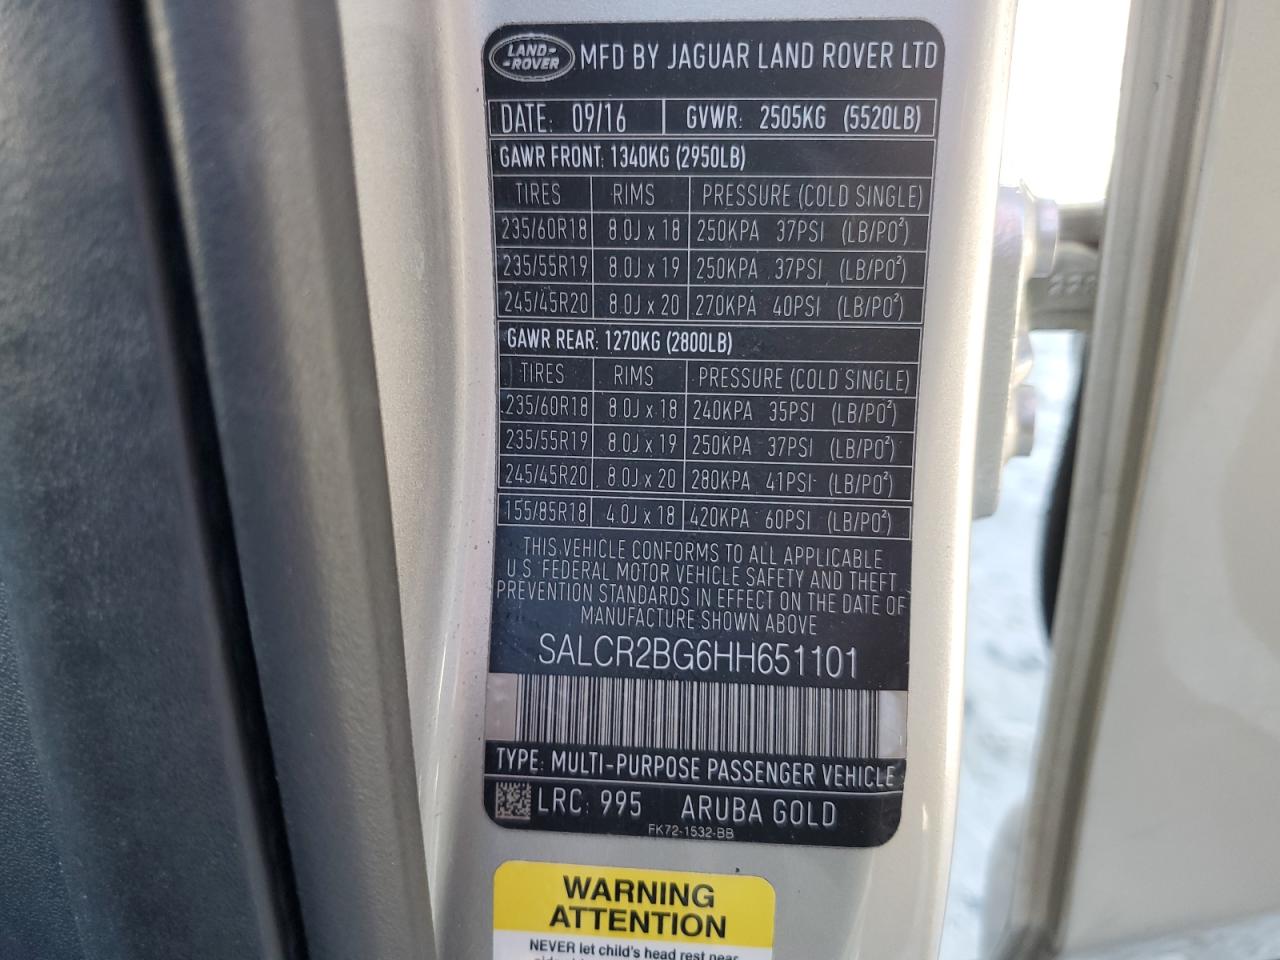 LAND-
-ROVER
MFD BY JAGUAR LAND ROVER LTD
DATE: 09/16 GVWR: 2505KG (5520LB)
GAWR FRONT: 1340KG (2950LB)
TIRES RIMS PRESSURE (COLD SINGLE)
235/60R18 8.0J x 18 250KPA 37PSI (LB/PO²)
235/55R19 8.0J x 19 250KPA 37PSI (LB/PO²)
245/45R20 8.0J x 20 270KPA 40PSI (LB/PO²)
GAWR REAR: 1270KG (2800LB)
TIRES RIMS PRESSURE (COLD SINGLE)
235/60R18 8.0J x 18 240KPA 35PSI (LB/PO²)
235/55R19 8.0J x 19 250KPA 37PSI (LB/PO²)
245/45R20 8.0J x 20 280KPA 41PSI (LB/PO²)
155/85R18 4.0J x 18 420KPA 60PSI (LB/PO²)
THIS VEHICLE CONFORMS TO ALL APPLICABLE
U.S. FEDERAL MOTOR VEHICLE SAFETY AND THEFT
PREVENTION STANDARDS IN EFFECT ON THE DATE OF
MANUFACTURE SHOWN ABOVE
SALCR2BG6HH651101
TYPE: MULTI-PURPOSE PASSENGER VEHICLE
LRC: 995 ARUBA GOLD
FK72-1532-BB
WARNING
ATTENTION
NEVER let child's head rest near